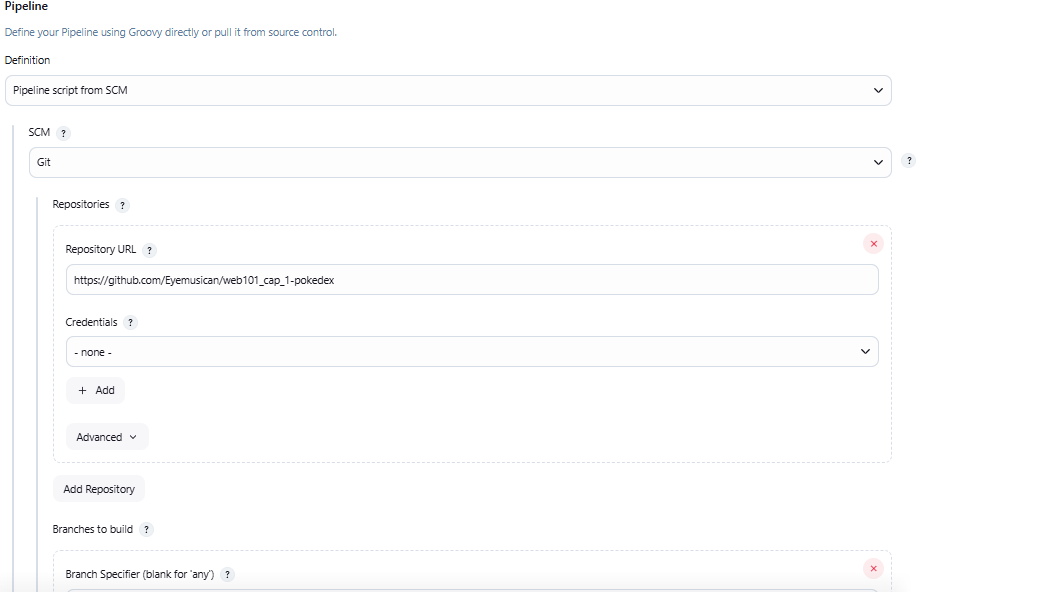 Pipeline
Define your Pipeline using Groovy directly or pull it from source control.
Definition
Pipeline script from SCM
SCM ?
Git
?
Repositories ?
Repository URL ?
https://github.com/Eyemusican/web101_cap_1-pokedex
Credentials ?
- none -
+ Add
Advanced
Add Repository
Branches to build ?
Branch Specifier (blank for 'any') ?